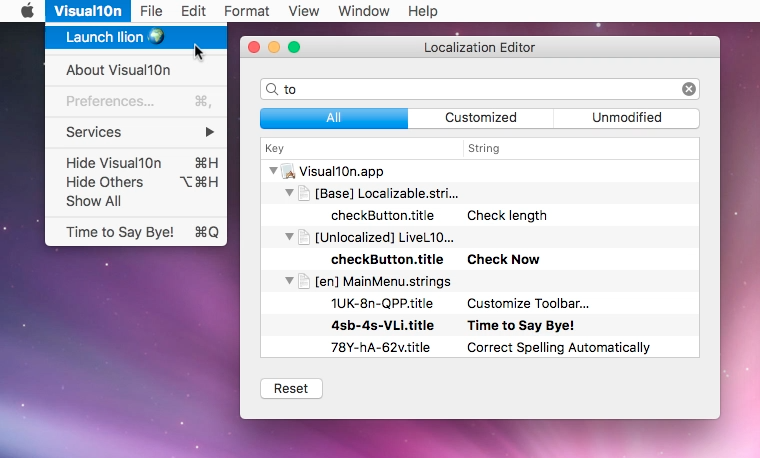 Visual10n File Edit Format View Window Help
Launch Ilion
About Visual10n
Preferences... ⌘,
Services
Hide Visual10n ⌘H
Hide Others ⌥⌘H
Show All
Time to Say Bye! ⌘Q
Localization Editor
to
All Customized Unmodified
Key String
Visual10n.app
[Base] Localizable.stri...
checkButton.title Check length
[Unlocalized] LiveL10...
checkButton.title Check Now
[en] MainMenu.strings
1UK-8n-QPP.title Customize Toolbar...
4sb-4s-VLi.title Time to Say Bye!
78Y-hA-62v.title Correct Spelling Automatically
Reset